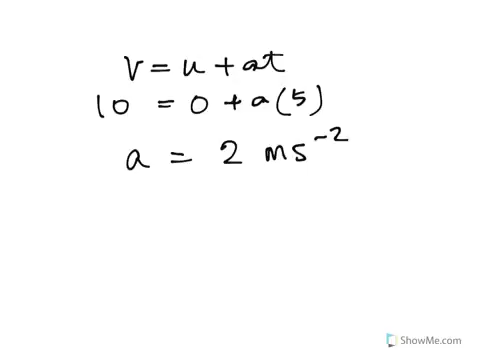 v = u + at
10 = 0 + a(5)
a = 2 ms⁻²
ShowMe.com